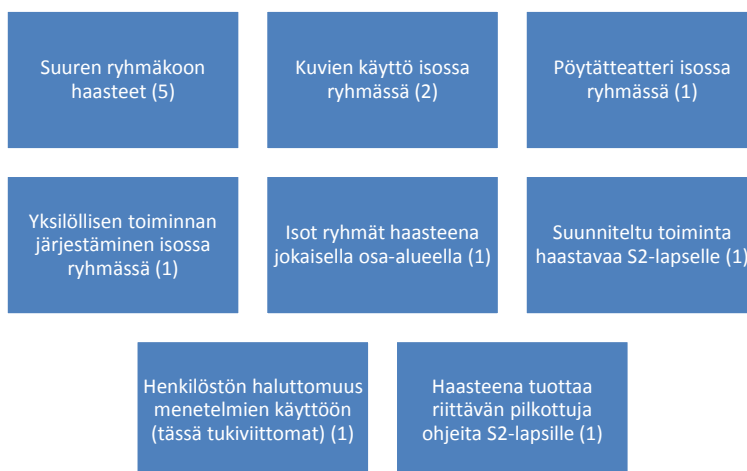 Suuren ryhmäkoon
haasteet (5)
Kuvien käyttö isossa
ryhmässä (2)
Pöytätteatteri isossa
ryhmässä (1)
Yksilöllisen toiminnan
järjestäminen isossa
ryhmässä (1)
Isot ryhmät haasteena
jokaisella osa-alueella (1)
Suunniteltu toiminta
haastavaa S2-lapselle (1)
Henkilöstön haluttomuus
menetelmien käyttöön
(tässä tukiviittomat) (1)
Haasteena tuottaa
riittävän pilkottuja
ohjeita S2-lapsille (1)